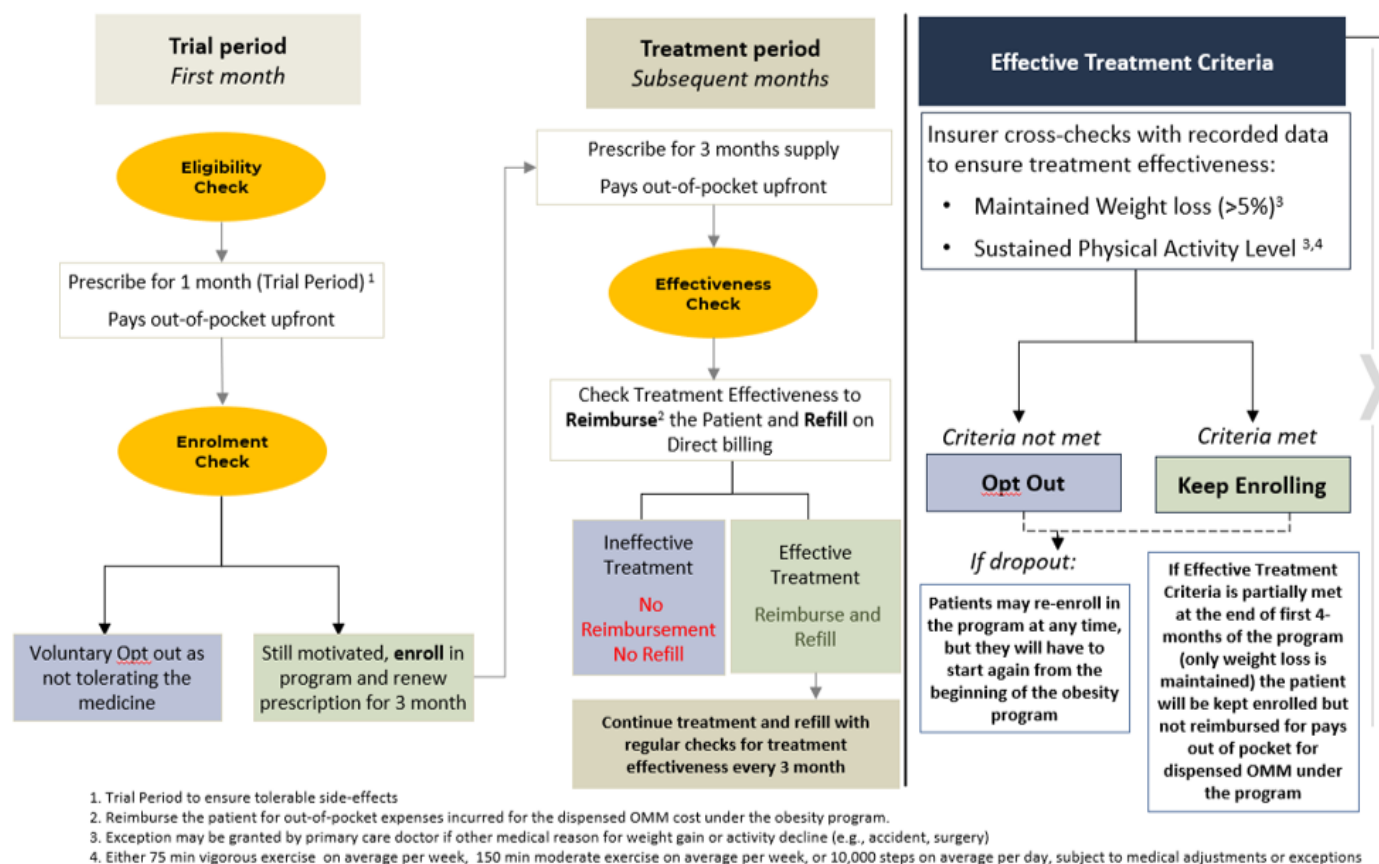 Trial period
First month
Eligibility
Check
Prescribe for 1 month (Trial Period) 1
Pays out-of-pocket upfront
Enrolment
Check
Voluntary Opt out as
not tolerating the
medicine
Still motivated, enroll in
program and renew
prescription for 3 month
Treatment period
Subsequent months
Prescribe for 3 months supply
Pays out-of-pocket upfront
Effectiveness
Check
Check Treatment Effectiveness to
Reimburse2 the Patient and Refill on
Direct billing
Ineffective
Treatment
No
Reimbursement
No Refill
Effective
Treatment
Reimburse and
Refill
Continue treatment and refill with
regular checks for treatment
effectiveness every 3 month
Effective Treatment Criteria
Insurer cross-checks with recorded data
to ensure treatment effectiveness:
• Maintained Weight loss (>5%)3
• Sustained Physical Activity Level 3,4
Criteria not met
Opt Out
Criteria met
Keep Enrolling
If dropout:
Patients may re-enroll in
the program at any time,
but they will have to
start again from the
beginning of the obesity
program
If Effective Treatment
Criteria is partially met
at the end of first 4-
months of the program
(only weight loss is
maintained) the patient
will be kept enrolled but
not reimbursed for pays
out of pocket for
dispensed OMM under
the program
1. Trial Period to ensure tolerable side-effects
2. Reimburse the patient for out-of-pocket expenses incurred for the dispensed OMM cost under the obesity program.
3. Exception may be granted by primary care doctor if other medical reason for weight gain or activity decline (e.g., accident, surgery)
4. Either 75 min vigorous exercise on average per week, 150 min moderate exercise on average per week, or 10,000 steps on average per day, subject to medical adjustments or exceptions